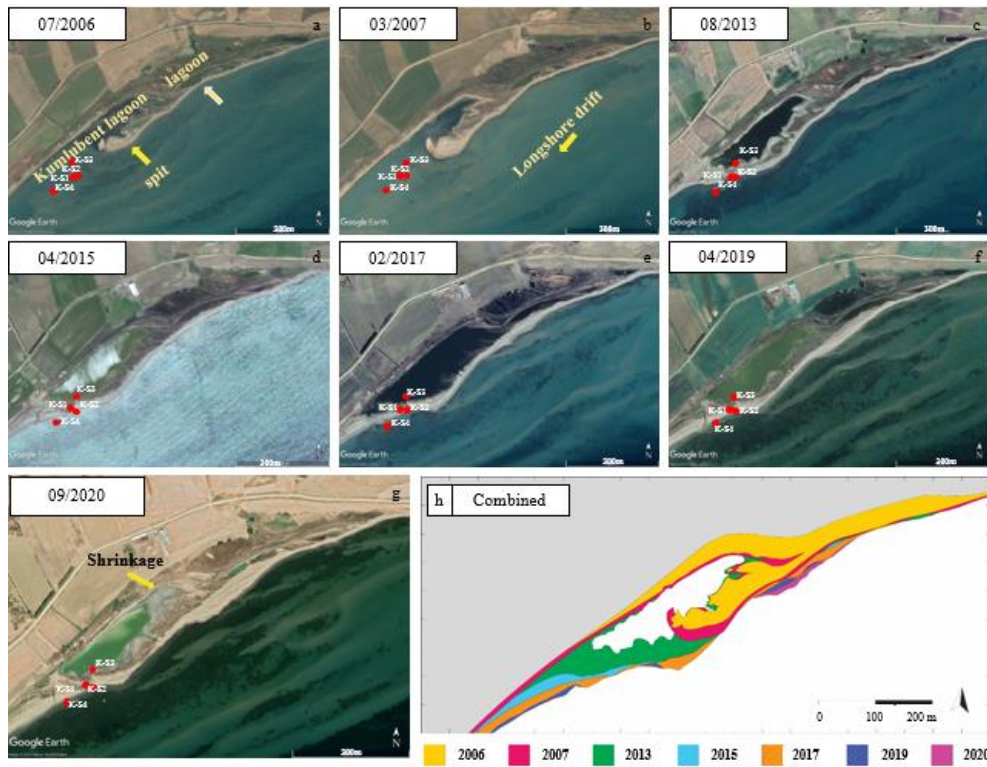 07/2006
a
lagoon
Kumlubent lagoon
spit
K-S3
K-S2
K-S1
K-S4
Google Earth
N
300m
03/2007
b
Longshore drift
K-S3
K-S1
K-S2
K-S4
Google Earth
N
300m
08/2013
c
K-S3
K-S1
K-S2
K-S4
Google Earth
N
300m
04/2015
d
K-S3
K-S1
K-S2
K-S4
Google Earth
N
300m
02/2017
e
K-S3
K-S1
K-S2
K-S4
Google Earth
N
300m
04/2019
f
K-S3
K-S1
K-S2
K-S4
Google Earth
N
300m
09/2020
g
Shrinkage
K-S3
K-S1
K-S2
K-S4
Google Earth
N
300m
h Combined
0 100 200 m
2006 2007 2013 2015 2017 2019 2020